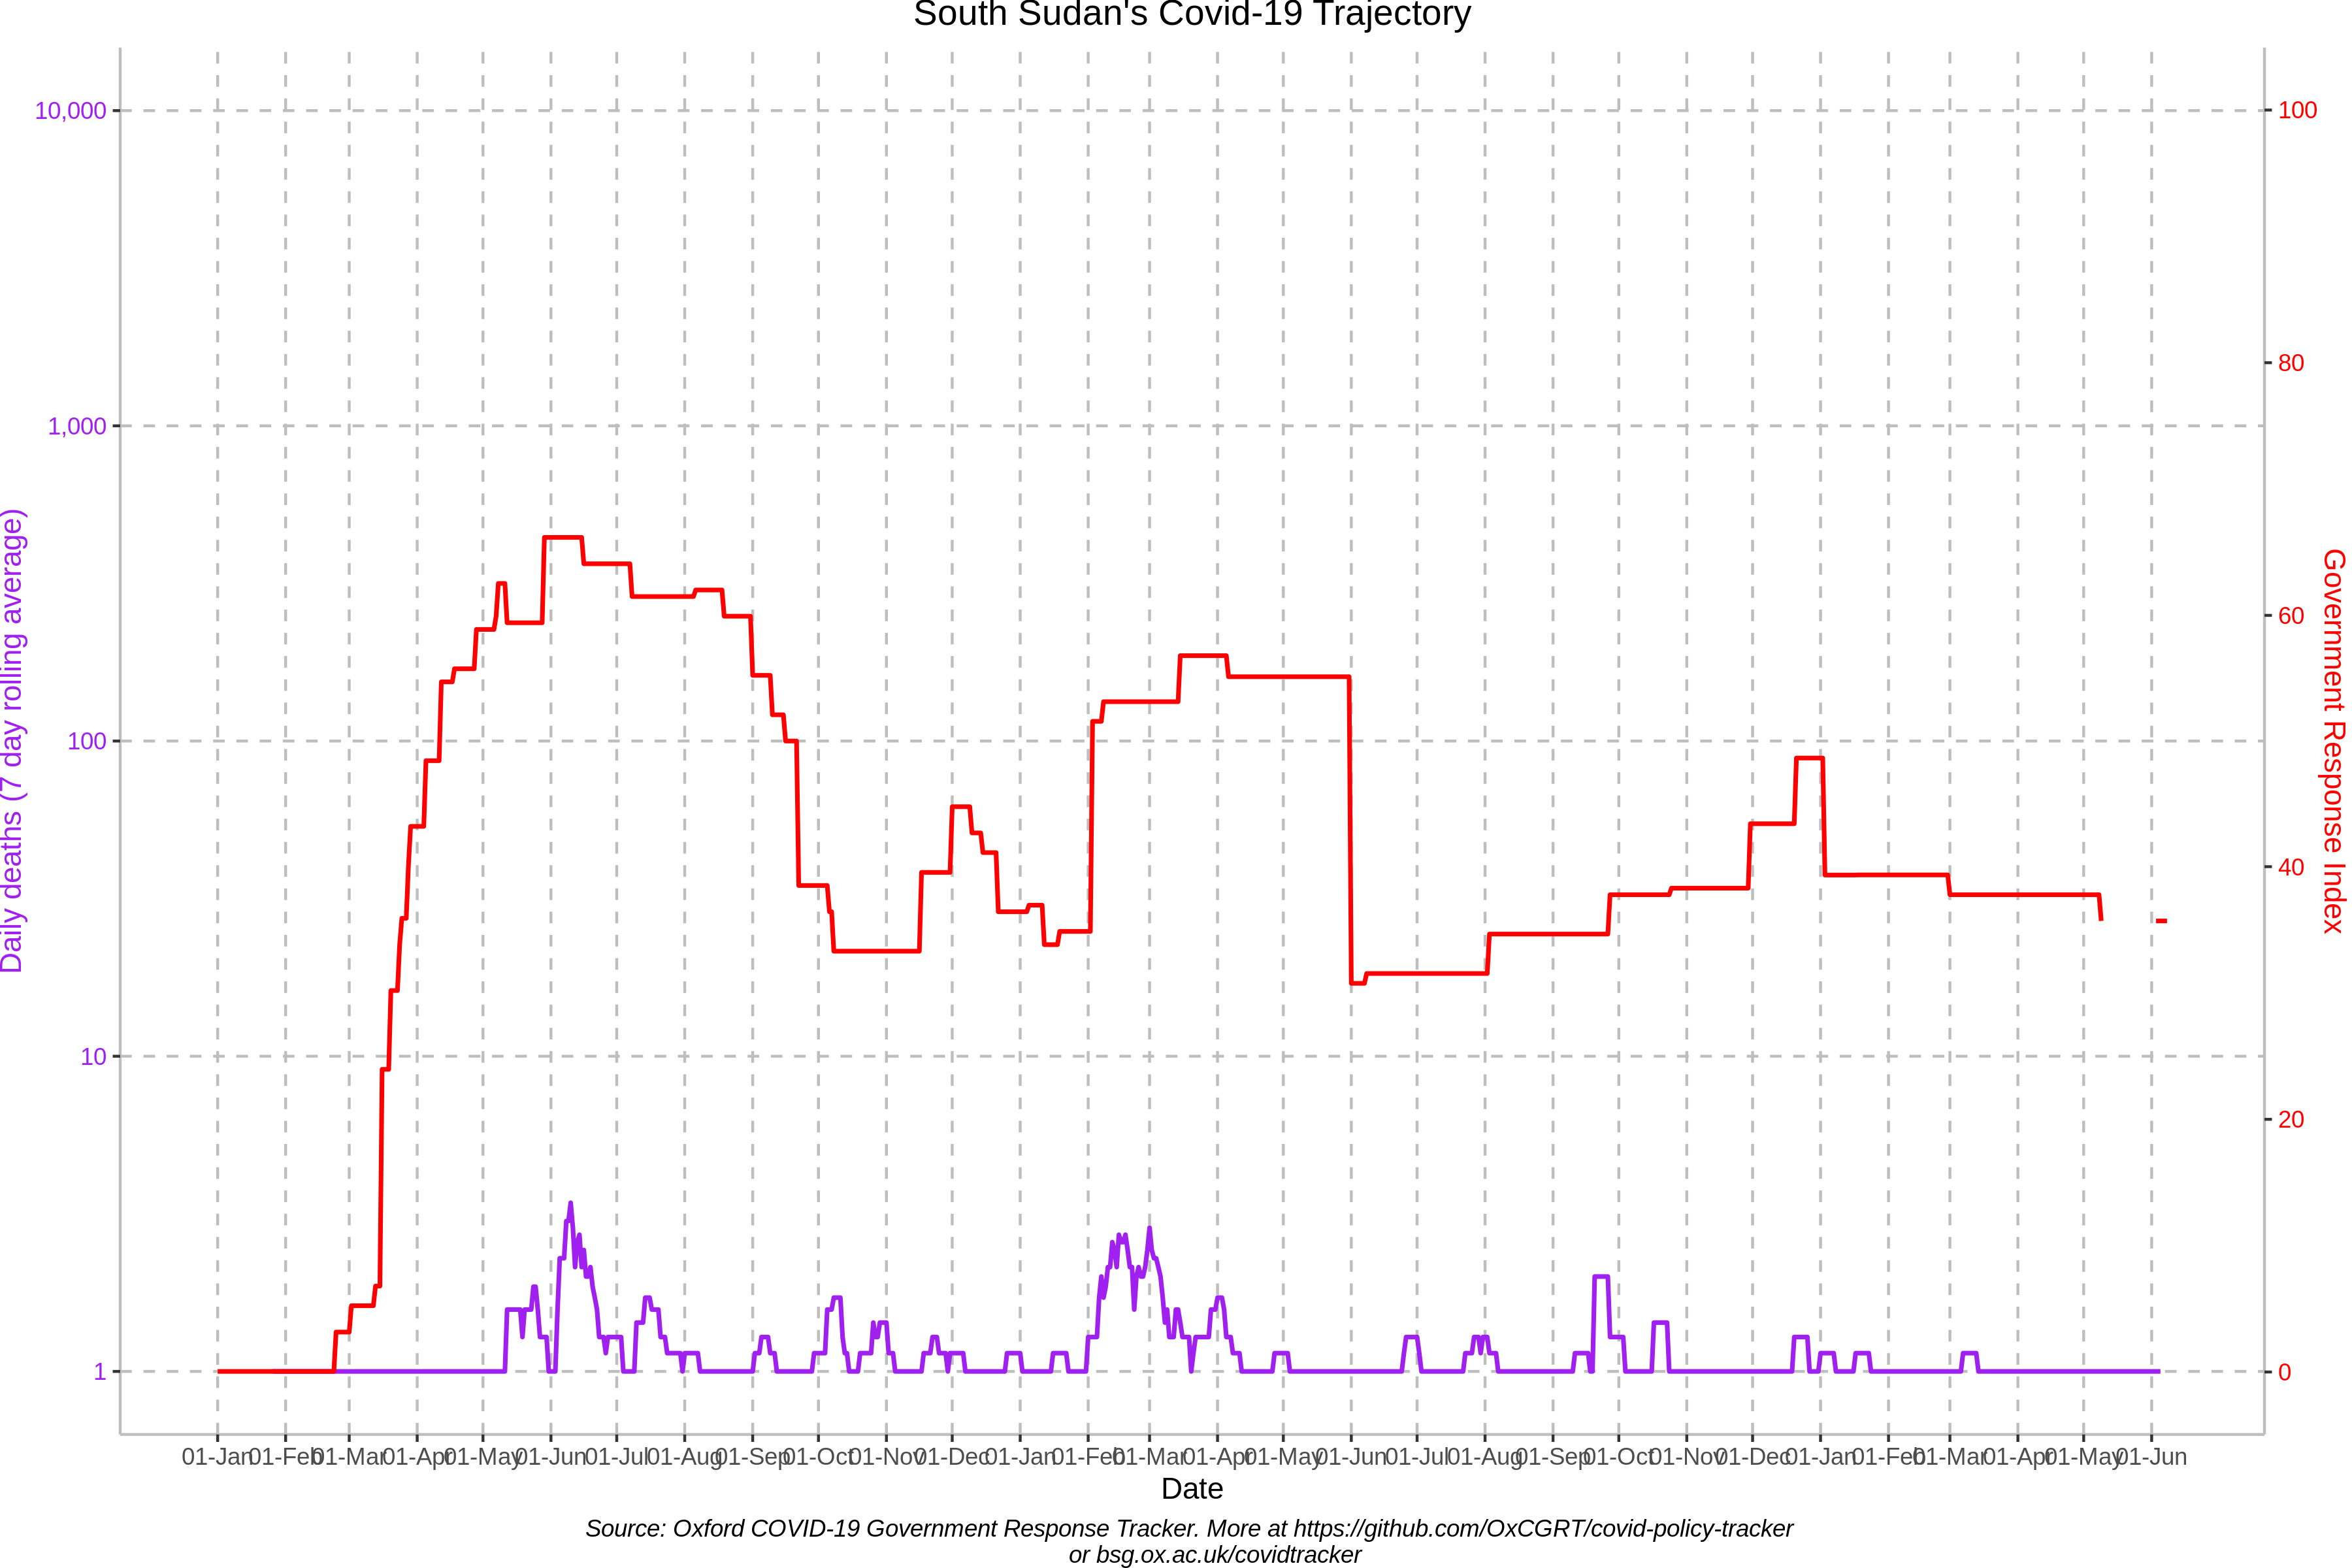 South Sudan's Covid-19 Trajectory
10,000
1,000
100
10
1
Daily deaths (7 day rolling average)
100
80
60
40
20
0
Government Response Index
01-Jan 01-Feb 01-Mar 01-Apr 01-May 01-Jun 01-Jul 01-Aug 01-Sep 01-Oct 01-Nov 01-Dec 01-Jan 01-Feb 01-Mar 01-Apr 01-May 01-Jun 01-Jul 01-Aug 01-Sep 01-Oct 01-Nov 01-Dec 01-Jan 01-Feb 01-Mar 01-Apr 01-May 01-Jun
Date
Source: Oxford COVID-19 Government Response Tracker. More at https://github.com/OxCGRT/covid-policy-tracker
or bsg.ox.ac.uk/covidtracker